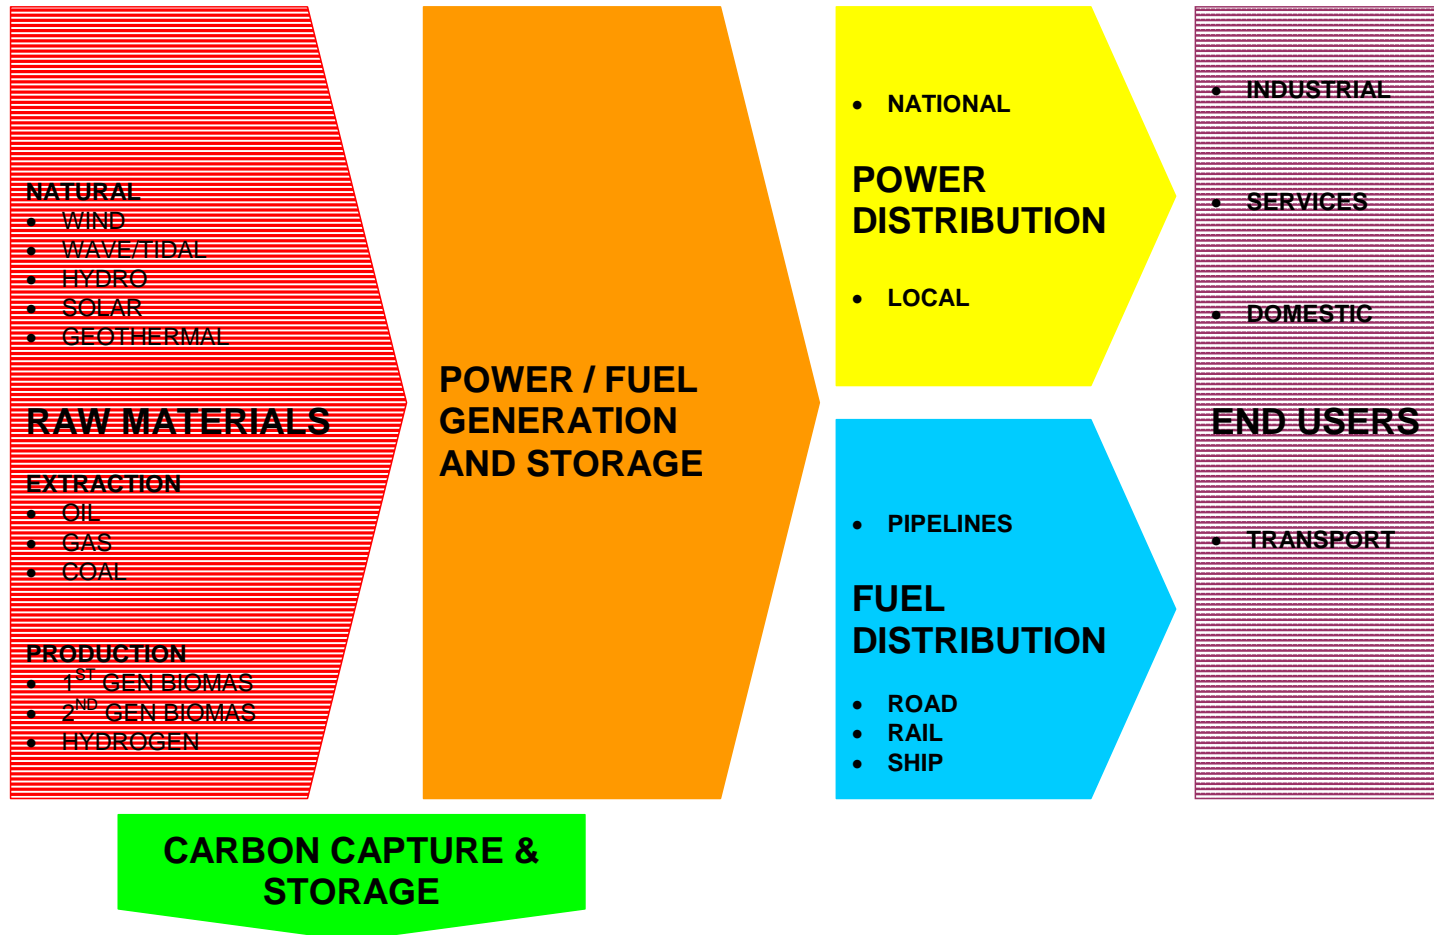 NATURAL
• WIND
• WAVE/TIDAL
• HYDRO
• SOLAR
• GEOTHERMAL
RAW MATERIALS
EXTRACTION
• OIL
• GAS
• COAL
PRODUCTION
• 1ST GEN BIOMAS
• 2ND GEN BIOMAS
• HYDROGEN
POWER / FUEL
GENERATION
AND STORAGE
• NATIONAL
POWER
DISTRIBUTION
• LOCAL
• PIPELINES
FUEL
DISTRIBUTION
• ROAD
• RAIL
• SHIP
• INDUSTRIAL
• SERVICES
• DOMESTIC
END USERS
• TRANSPORT
CARBON CAPTURE &
STORAGE